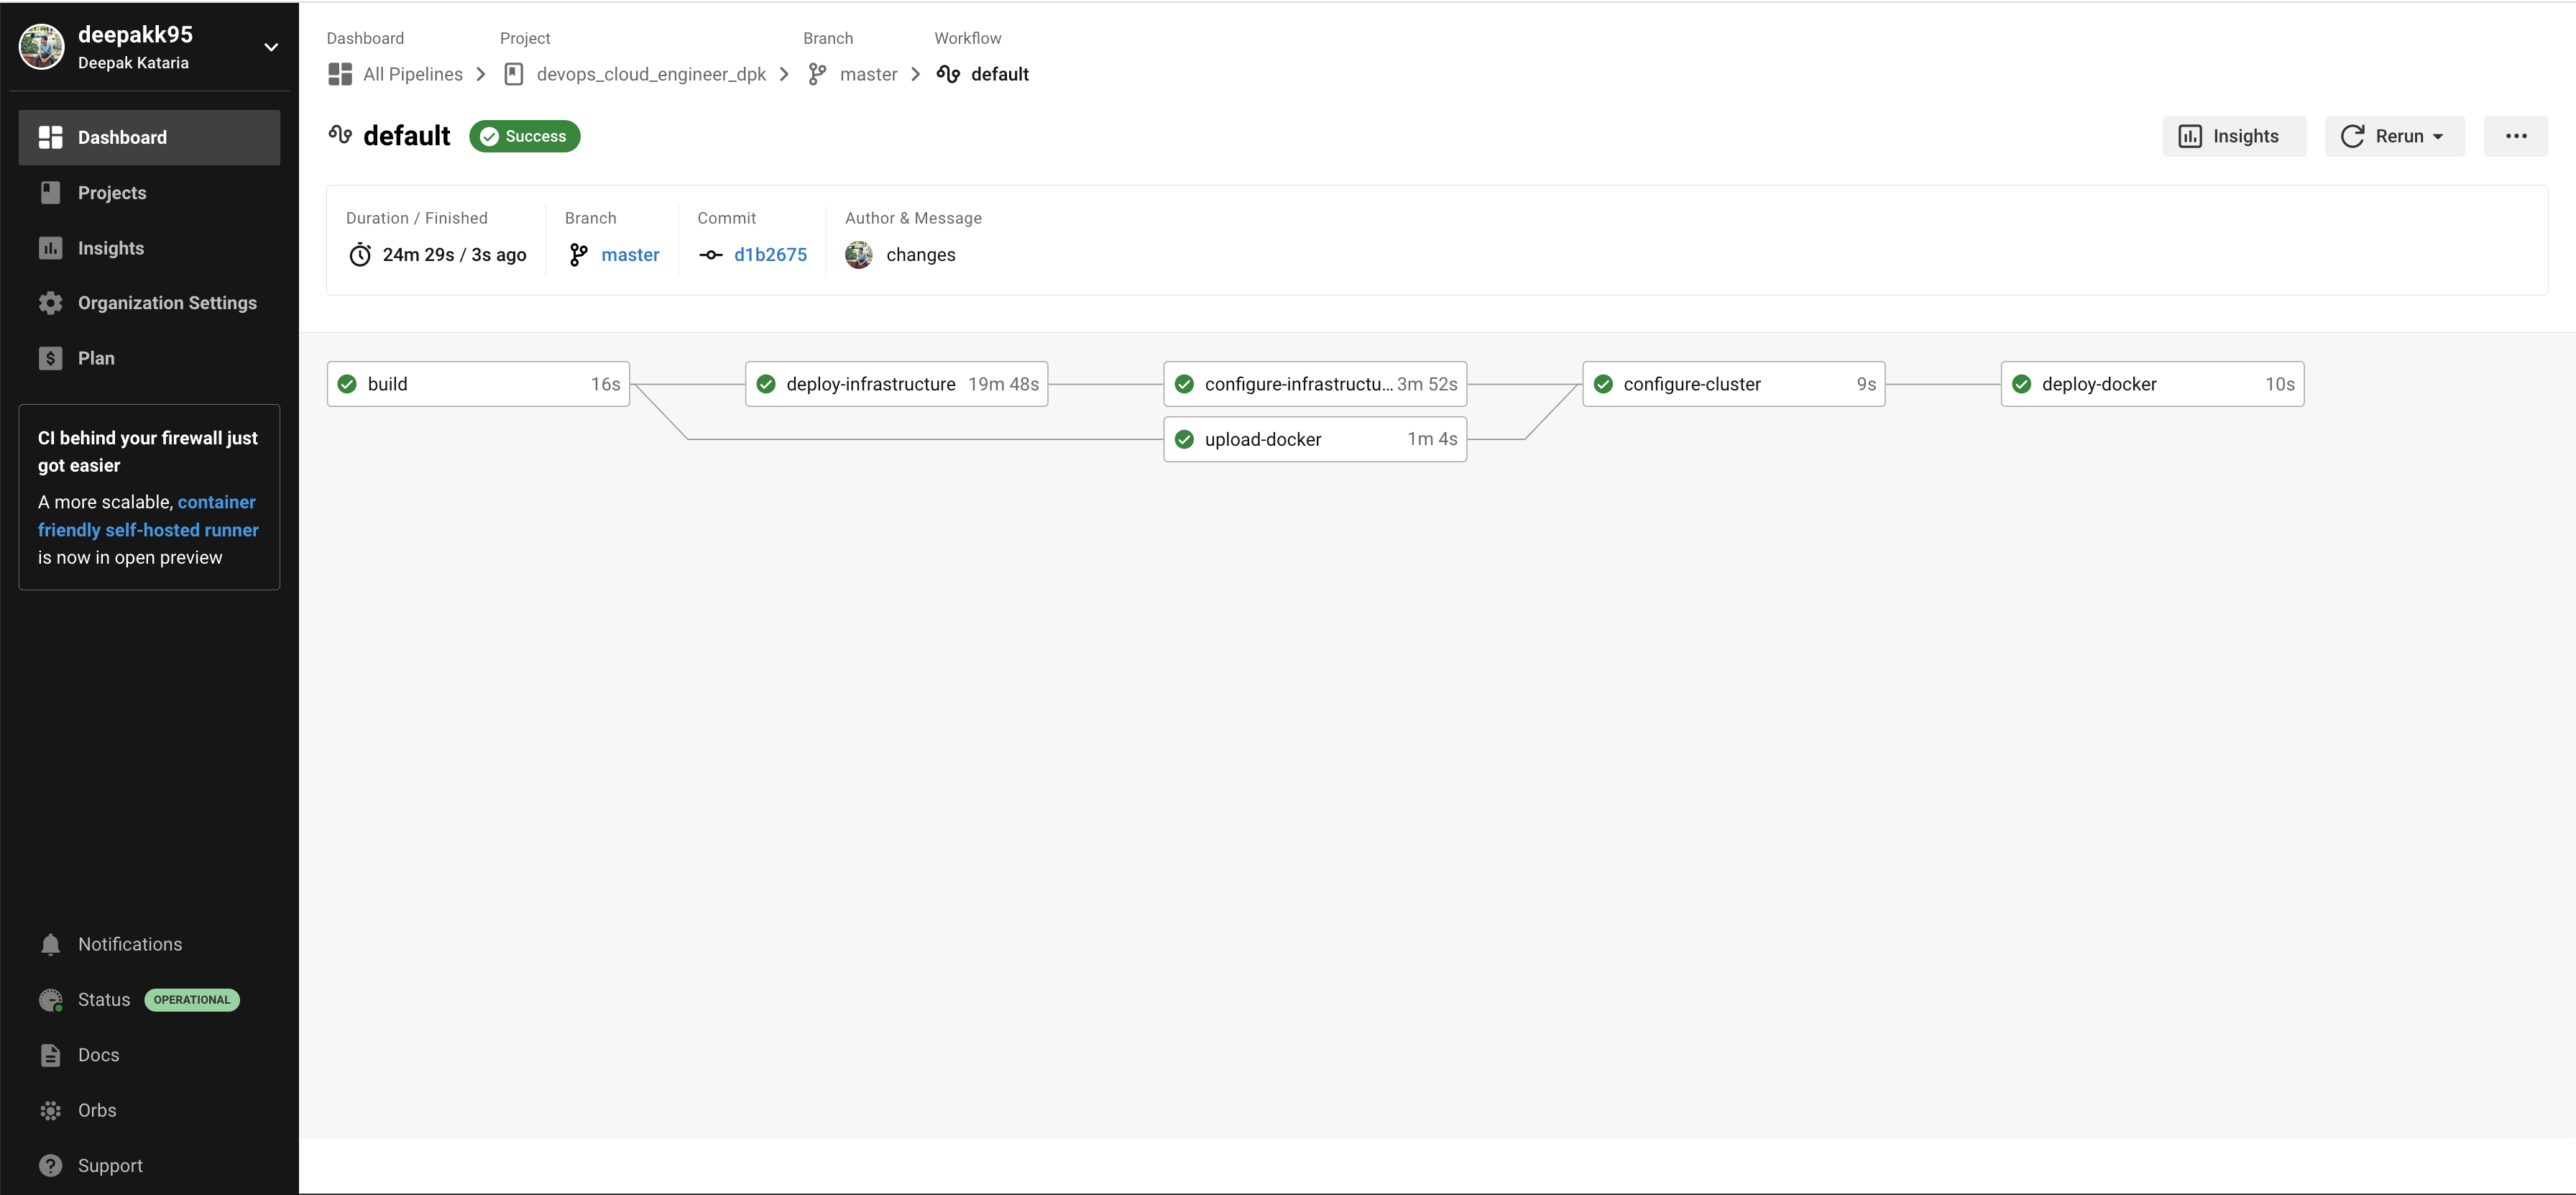 deepakk95
Deepak Kataria
Dashboard
Projects
Insights
Organization Settings
Plan
CI behind your firewall just
got easier
A more scalable, container
friendly self-hosted runner
is now in open preview
Notifications
Status OPERATIONAL
Docs
Orbs
Support
Dashboard Project Branch Workflow
All Pipelines devops_cloud_engineer_dpk master default
default Success Insights Rerun
Duration / Finished Branch Commit Author & Message
24m 29s / 3s ago master d1b2675 changes
build 16s deploy-infrastructure 19m 48s configure-infrastructu... 3m 52s configure-cluster 9s deploy-docker 10s
upload-docker 1m 4s